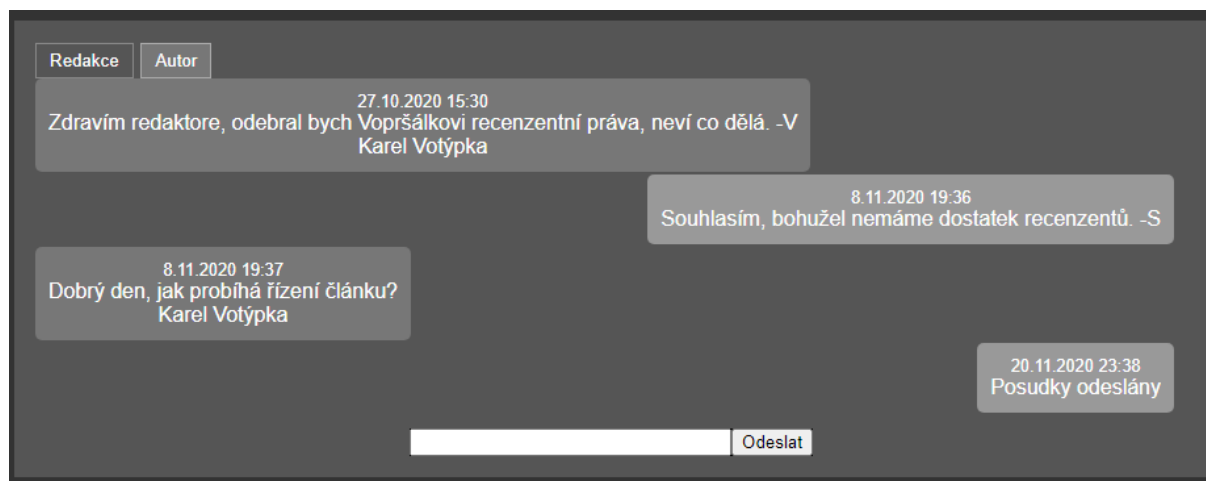 Redakce
Autor
27.10.2020 15:30
Zdravím redaktore, odebral bych Vopršálkovi recenzentní práva, neví co dělá. -V
Karel Votýpka
8.11.2020 19:36
Souhlasím, bohužel nemáme dostatek recenzentů. -S
8.11.2020 19:37
Dobrý den, jak probíhá řízení článku?
Karel Votýpka
20.11.2020 23:38
Posudky odeslány
Odeslat